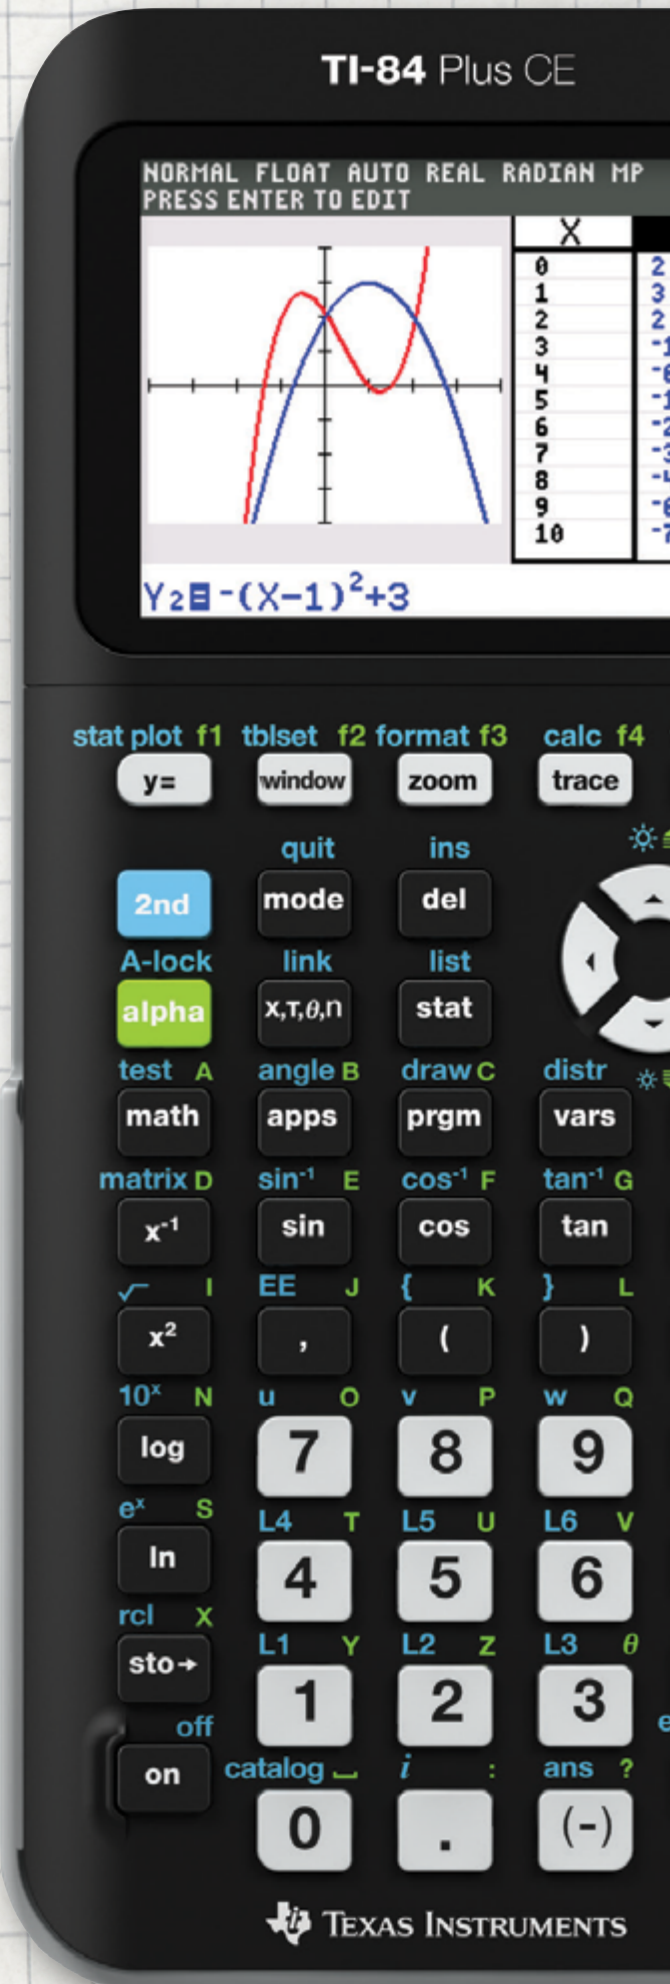 TI-84 Plus CE
NORMAL FLOAT AUTO REAL RADIAN MP
PRESS ENTER TO EDIT
X
0 2
1 3
2 2
3
4
5
6
7
8
9
10
Y₂=-(X-1)²+3
stat plot f1 tblset f2 format f3 calc f4
y= window zoom trace
quit ins
2nd mode del
A-lock link list
alpha X,T,θ,n stat
test A angle B draw C distr
math apps prgm vars
matrix D sin⁻¹ E cos⁻¹ F tan⁻¹ G
x⁻¹ sin cos tan
√ I EE J { K } L
x² , ( )
10ˣ N u O v P w Q
log 7 8 9
eˣ S L4 T L5 U L6 V
ln 4 5 6
rcl X L1 Y L2 Z L3 θ
sto→ 1 2 3
off catalog ⎵ i : ans ?
on 0 . (-)
TEXAS INSTRUMENTS